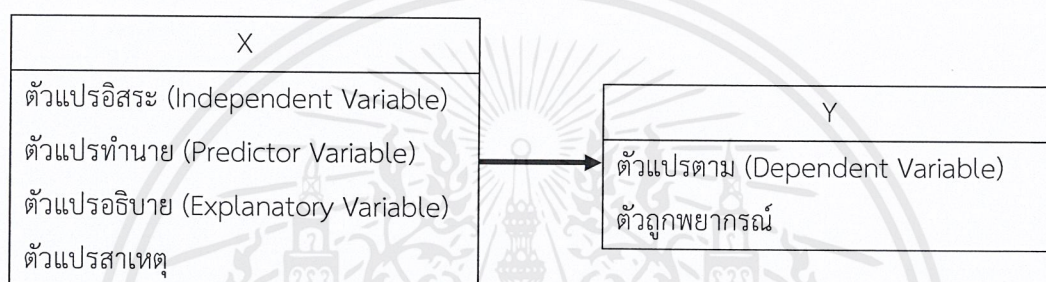 X
ตัวแปรอิสระ (Independent Variable)
ตัวแปรทำนาย (Predictor Variable)
ตัวแปรอธิบาย (Explanatory Variable)
ตัวแปรสาเหตุ
Y
ตัวแปรตาม (Dependent Variable)
ตัวถูกพยากรณ์